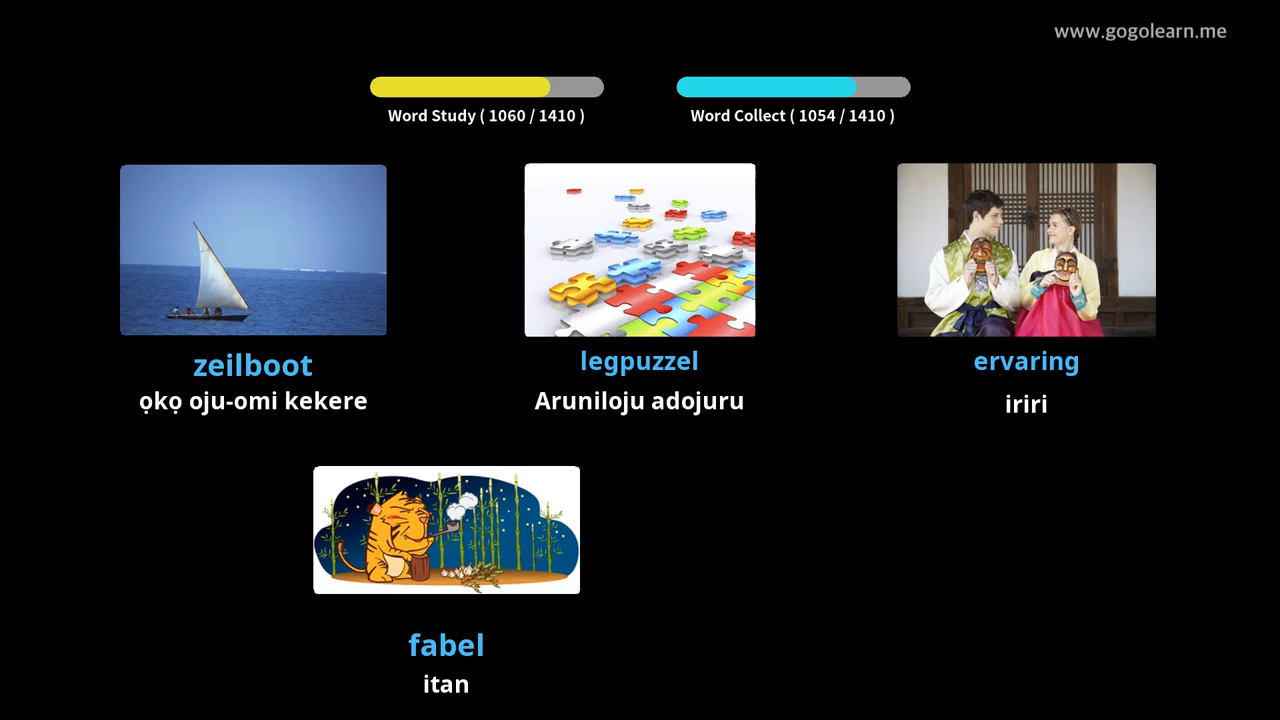 www.gogolearn.me
Word Study ( 1060 / 1410 )
Word Collect ( 1054 / 1410 )
zeilboot
ọkọ oju-omi kekere
legpuzzel
Aruniloju adojuru
ervaring
iriri
fabel
itan